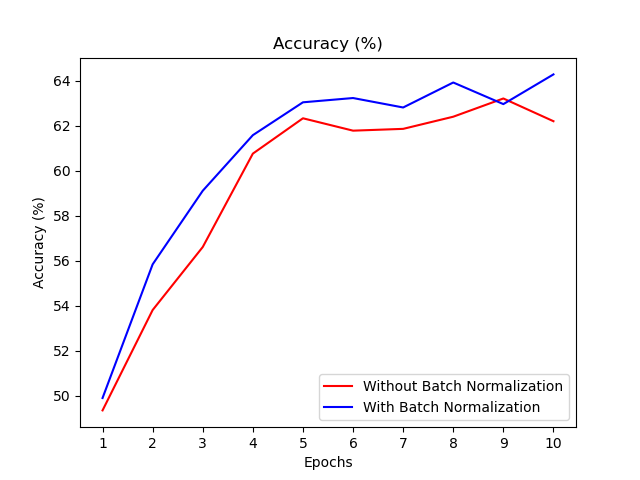 Accuracy (%)
64
62
60
58
56
54
52
50
Accuracy (%)
Without Batch Normalization
With Batch Normalization
1 2 3 4 5 6 7 8 9 10
Epochs